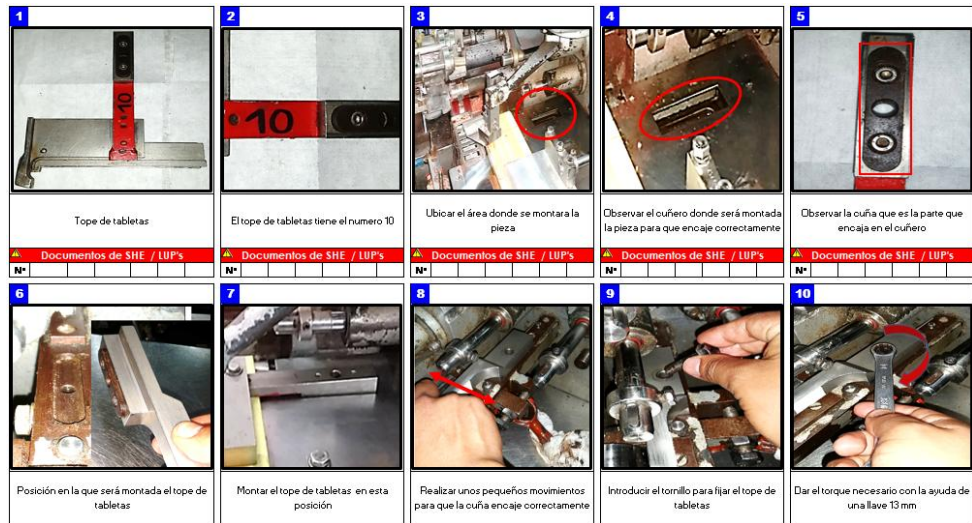 1
2
3
4
5
10
10
Tope de tabletas
El tope de tabletas tiene el numero 10
Ubicar el área donde se montara la
pieza
Observar el cuñero donde será montada
la pieza para que encaje correctamente
Observar la cuña que es la parte que
encaja en el cuñero
Documentos de SHE / LUP's
Documentos de SHE / LUP's
Documentos de SHE / LUP's
Documentos de SHE / LUP's
Documentos de SHE / LUP's
Nº
Nº
Nº
Nº
Nº
6
7
8
9
10
Posición en la que será montada el tope de
tabletas
Montar el tope de tabletas en esta
posición
Realizar unos pequeños movimientos
para que la cuña encaje correctamente
Introducir el tornillo para fijar el tope de
tabletas
Dar el torque necesario con la ayuda de
una llave 13 mm